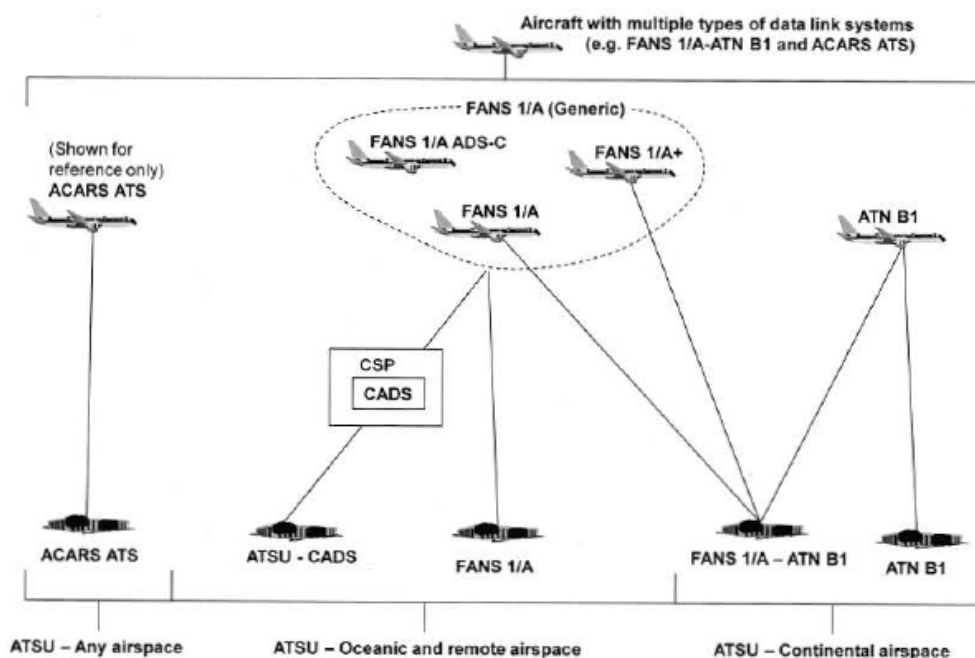 Aircraft with multiple types of data link systems
(e.g. FANS 1/A-ATN B1 and ACARS ATS)
FANS 1/A (Generic)
FANS 1/A ADS-C
FANS 1/A+
(Shown for
reference only)
ACARS ATS
FANS 1/A
ATN B1
CSP
CADS
ACARS ATS
ATSU - CADS
FANS 1/A
FANS 1/A – ATN B1
ATN B1
ATSU – Any airspace
ATSU – Oceanic and remote airspace
ATSU – Continental airspace